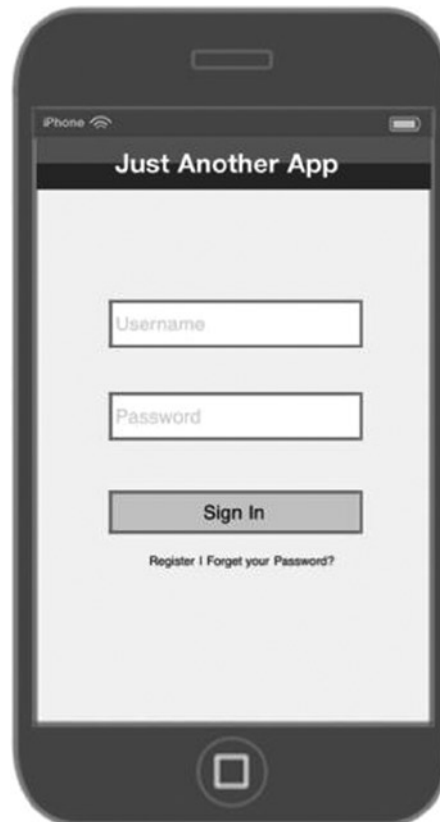 iPhone
Just Another App
Username
Password
Sign In
Register | Forget your Password?